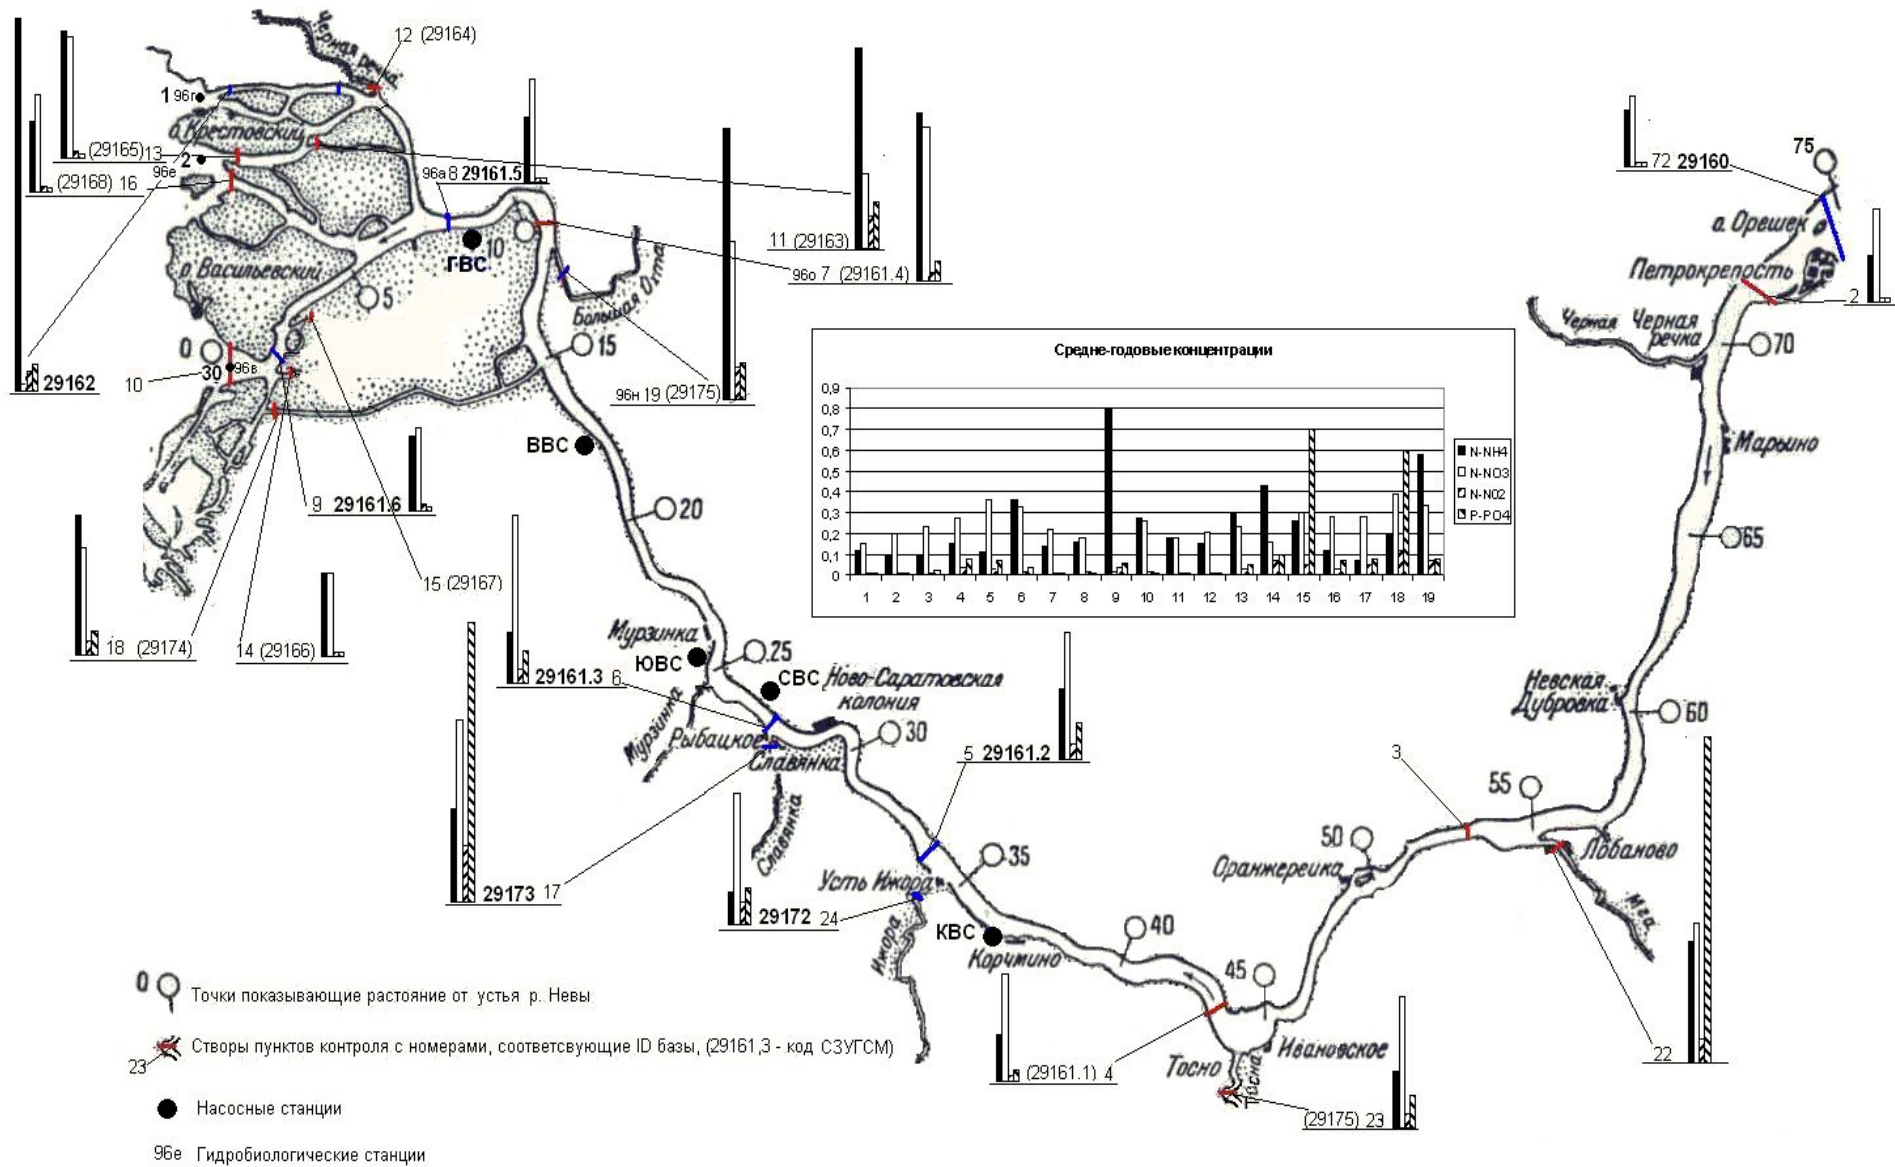 Черная речка
12 (29164)
1 96г
о. Крестовский
(29165) 13
2
96е
(29168) 16
96а 8 29161.5
11 (29163)
96о 7 (29161.4)
72 29160
75
о. Орешек
Петрокрепость
2
ГВС
10
Большая Охта
о. Васильевский
5
0
30
96в
10
29162
15
96н 19 (29175)
Черная
Черная речка
70
Средне-годовые концентрации
0,9
0,8
0,7
0,6
0,5
0,4
0,3
0,2
0,1
0
1 2 3 4 5 6 7 8 9 10 11 12 13 14 15 16 17 18 19
N-NH4
N-NO3
N-NO2
P-PO4
ВВС
Марьино
9 29161.6
20
65
15 (29167)
18 (29174)
14 (29166)
Мурзинка
ЮВС
25
СВС
Ново-Саратовская колония
29161.3 6
Мурзинка
Рыбацкое
Славянка
30
Славянка
5 29161.2
Невская Дубровка
60
3
55
50
Оранжерейка
Лобаново
Мга
29173 17
35
Усть Ижора
29172 24
Ижора
КВС
Корчмино
40
45
(29161.1) 4
Тосно
Тосна
Ивановское
(29175) 23
22
0 Точки показывающие растояние от устья р. Невы
23 Створы пунктов контроля с номерами, соответсвующие ID базы, (29161,3 - код СЗУГСМ)
Насосные станции
96е Гидробиологические станции